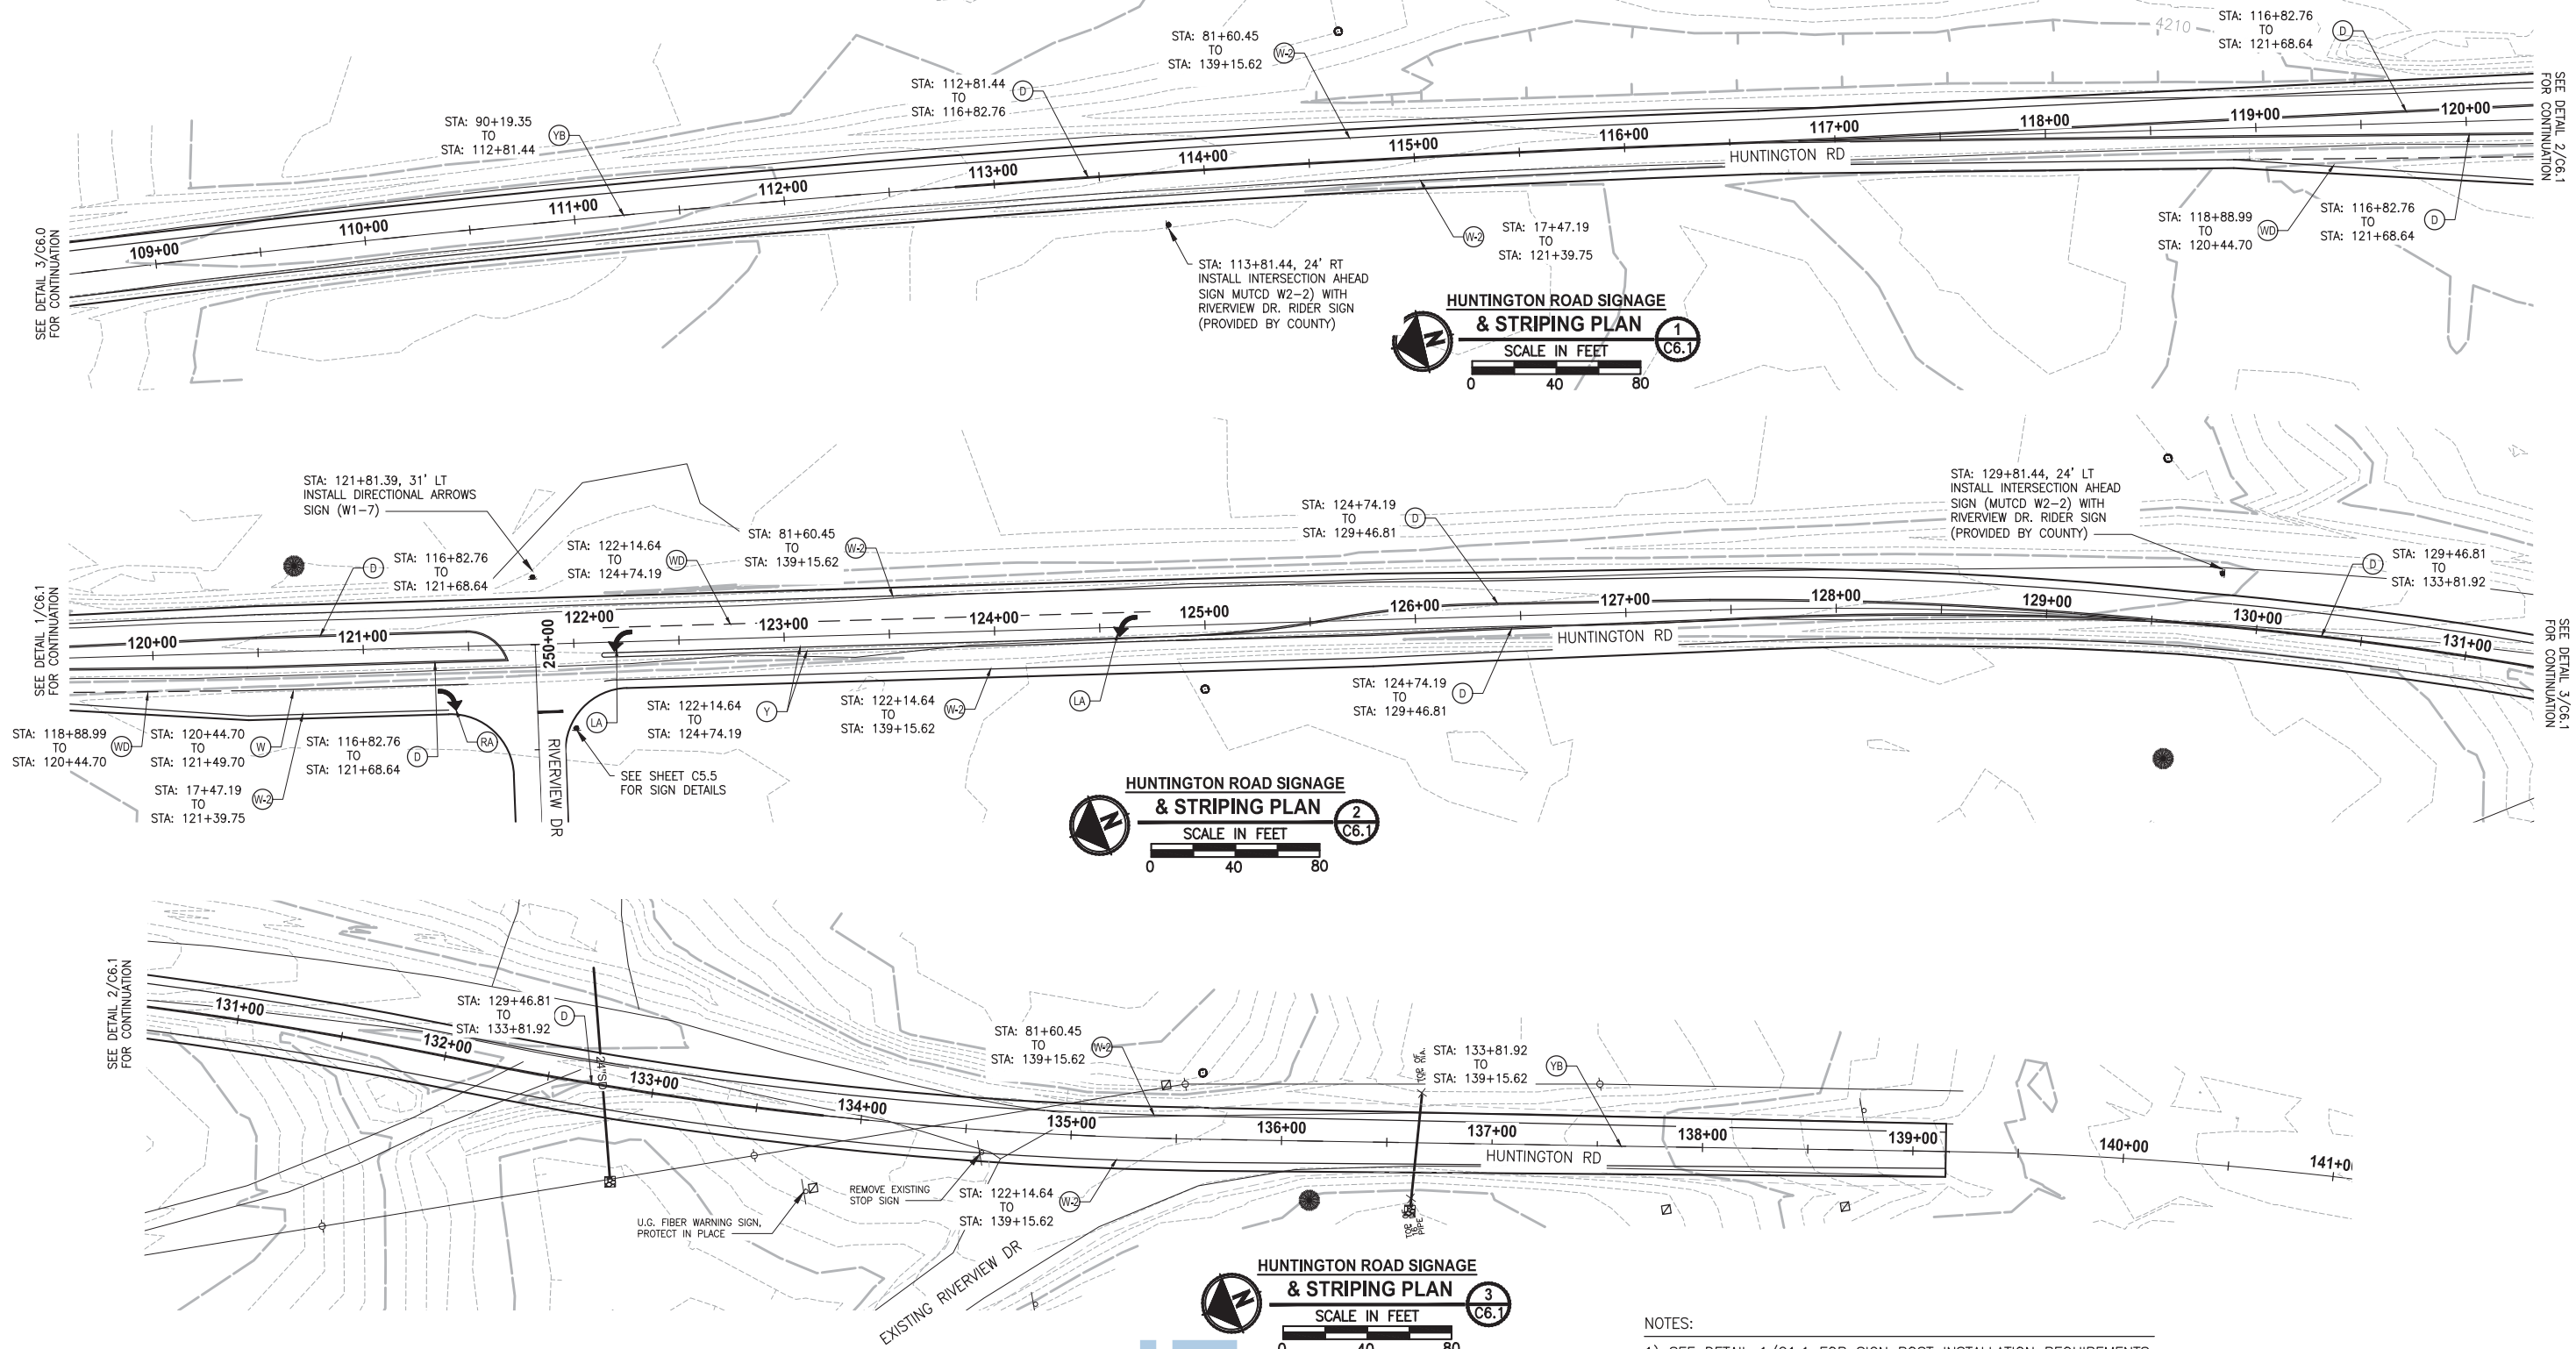 STA: 81+60.45
TO
STA: 139+15.62
W-2
4210
STA: 116+82.76
TO
STA: 121+68.64
D
STA: 112+81.44
TO
STA: 116+82.76
D
STA: 90+19.35
TO
STA: 112+81.44
YB
SEE DETAIL 3/C6.0
FOR CONTINUATION
109+00
110+00
111+00
112+00
113+00
114+00
115+00
116+00
117+00
118+00
119+00
120+00
HUNTINGTON RD
SEE DETAIL 2/C6.1
FOR CONTINUATION
STA: 113+81.44, 24' RT
INSTALL INTERSECTION AHEAD
SIGN MUTCD W2-2) WITH
RIVERVIEW DR. RIDER SIGN
(PROVIDED BY COUNTY)
W-2
STA: 17+47.19
TO
STA: 121+39.75
STA: 118+88.99
TO
STA: 120+44.70
WD
STA: 116+82.76
TO
STA: 121+68.64
D
HUNTINGTON ROAD SIGNAGE
& STRIPING PLAN
1
C6.1
N
SCALE IN FEET
0 40 80
STA: 121+81.39, 31' LT
INSTALL DIRECTIONAL ARROWS
SIGN (W1-7)
D
STA: 116+82.76
TO
STA: 121+68.64
STA: 122+14.64
TO
STA: 124+74.19
WD
STA: 81+60.45
TO
STA: 139+15.62
W-2
STA: 124+74.19
TO
STA: 129+46.81
D
STA: 129+81.44, 24' LT
INSTALL INTERSECTION AHEAD
SIGN (MUTCD W2-2) WITH
RIVERVIEW DR. RIDER SIGN
(PROVIDED BY COUNTY)
D
STA: 129+46.81
TO
STA: 133+81.92
SEE DETAIL 1/C6.1
FOR CONTINUATION
120+00
121+00
250+00
122+00
123+00
124+00
125+00
126+00
127+00
128+00
129+00
130+00
131+00
HUNTINGTON RD
SEE DETAIL 3/C6.1
FOR CONTINUATION
STA: 118+88.99
TO
STA: 120+44.70
WD
STA: 120+44.70
TO
STA: 121+49.70
W
STA: 116+82.76
TO
STA: 121+68.64
D
RA
LA
STA: 122+14.64
TO
STA: 124+74.19
Y
STA: 122+14.64
TO
STA: 139+15.62
W-2
LA
STA: 124+74.19
TO
STA: 129+46.81
D
STA: 17+47.19
TO
STA: 121+39.75
W-2
RIVERVIEW DR
SEE SHEET C5.5
FOR SIGN DETAILS
HUNTINGTON ROAD SIGNAGE
& STRIPING PLAN
2
C6.1
N
SCALE IN FEET
0 40 80
SEE DETAIL 2/C6.1
FOR CONTINUATION
131+00
132+00
133+00
134+00
135+00
136+00
137+00
138+00
139+00
140+00
STA: 129+46.81
TO
STA: 133+81.92
D
24"SD
STA: 81+60.45
TO
STA: 139+15.62
W-2
TOP OF
STA: 133+81.92
TO
STA: 139+15.62
YB
HUNTINGTON RD
REMOVE EXISTING
STOP SIGN
U.G. FIBER WARNING SIGN,
PROTECT IN PLACE
STA: 122+14.64
TO
STA: 139+15.62
W-2
PIPE
EXISTING RIVERVIEW DR
HUNTINGTON ROAD SIGNAGE
& STRIPING PLAN
3
C6.1
N
SCALE IN FEET
0 40 80
NOTES: